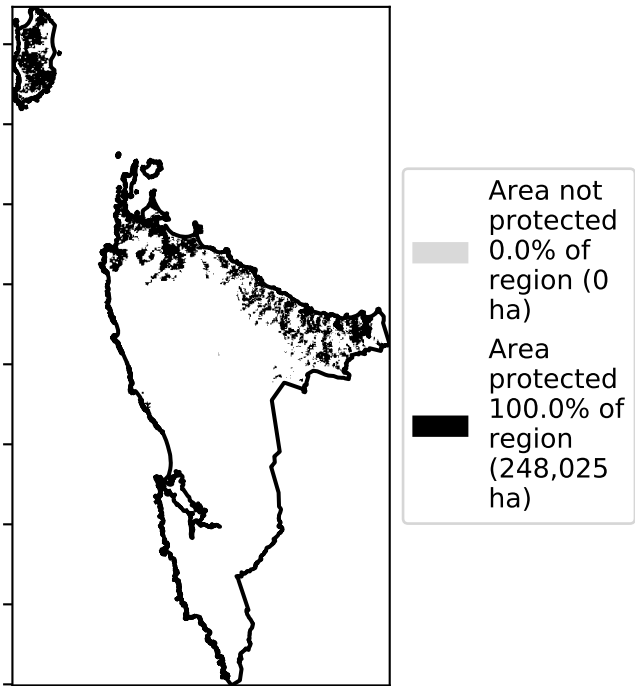 Area not
protected
0.0% of
region (0
ha)
Area
protected
100.0% of
region
(248,025
ha)